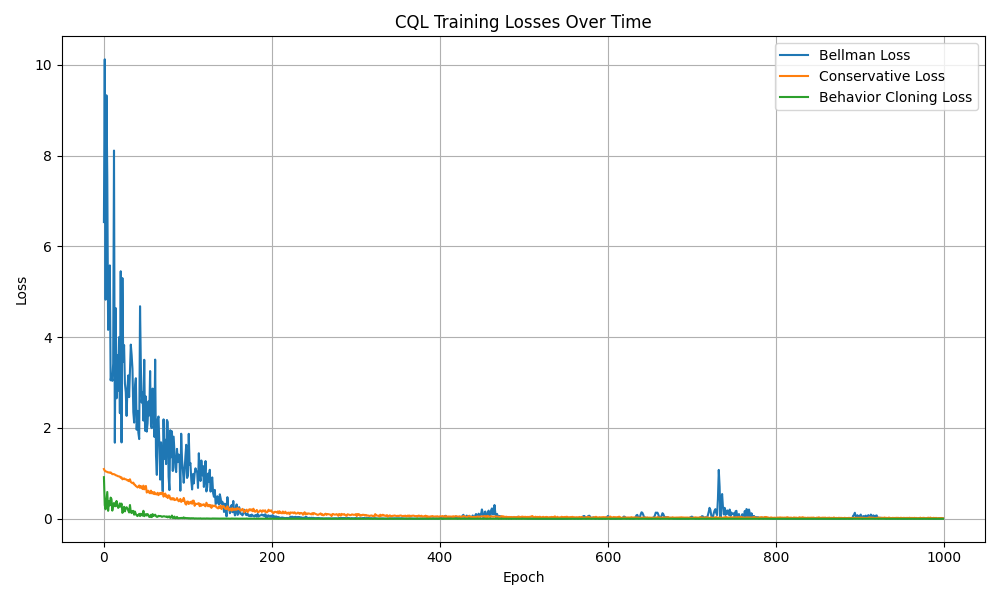 CQL Training Losses Over Time
Bellman Loss
Conservative Loss
Behavior Cloning Loss
Loss
10
8
6
4
2
0
0 200 400 600 800 1000
Epoch